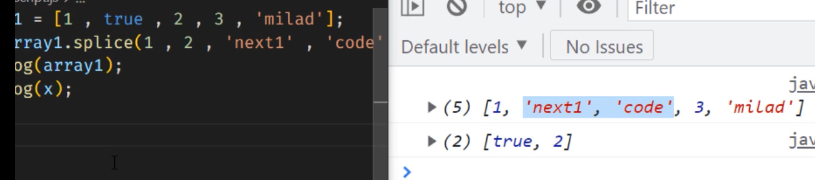 1 = [1 , true , 2 , 3 , 'milad'];
rray1.splice(1 , 2 , 'next1' , 'code'
og(array1);
og(x);
top
Filter
Default levels
No Issues
jav
(5) [1, 'next1', 'code', 3, 'milad']
jav
(2) [true, 2]